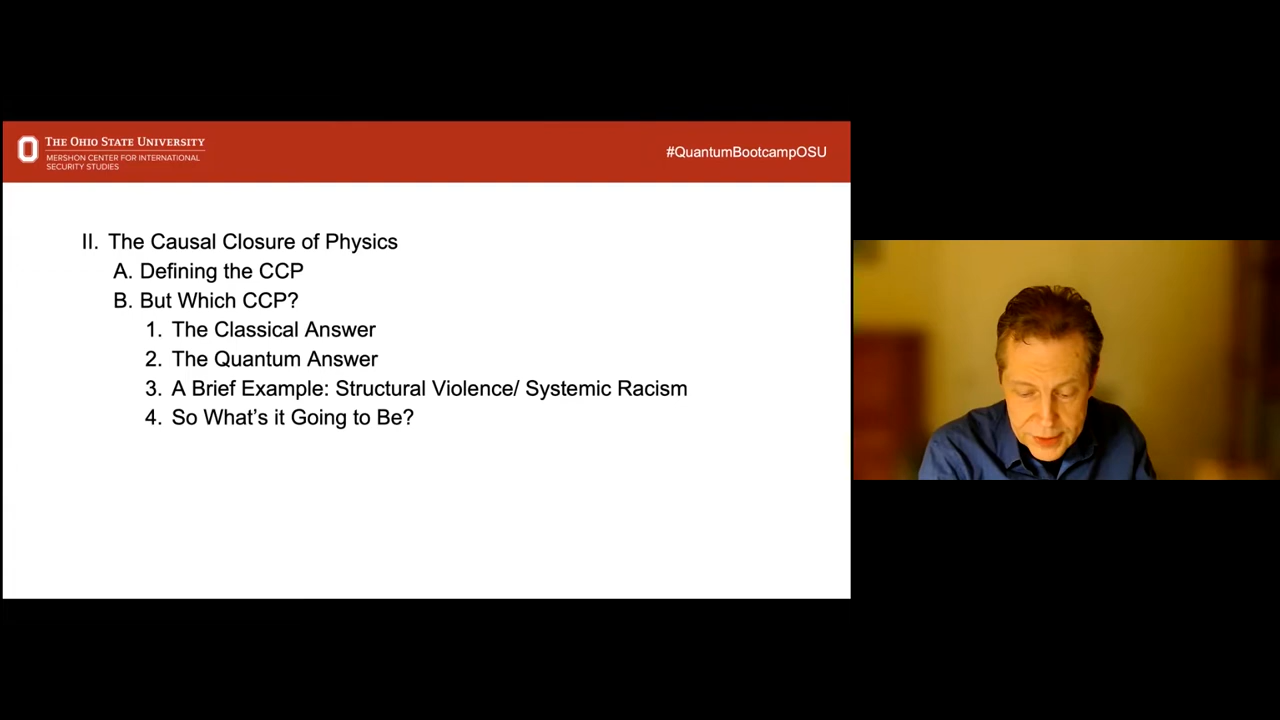 THE OHIO STATE UNIVERSITY
MERSHON CENTER FOR INTERNATIONAL
SECURITY STUDIES
#QuantumBootcampOSU
II. The Causal Closure of Physics
A. Defining the CCP
B. But Which CCP?
1. The Classical Answer
2. The Quantum Answer
3. A Brief Example: Structural Violence/ Systemic Racism
4. So What's it Going to Be?